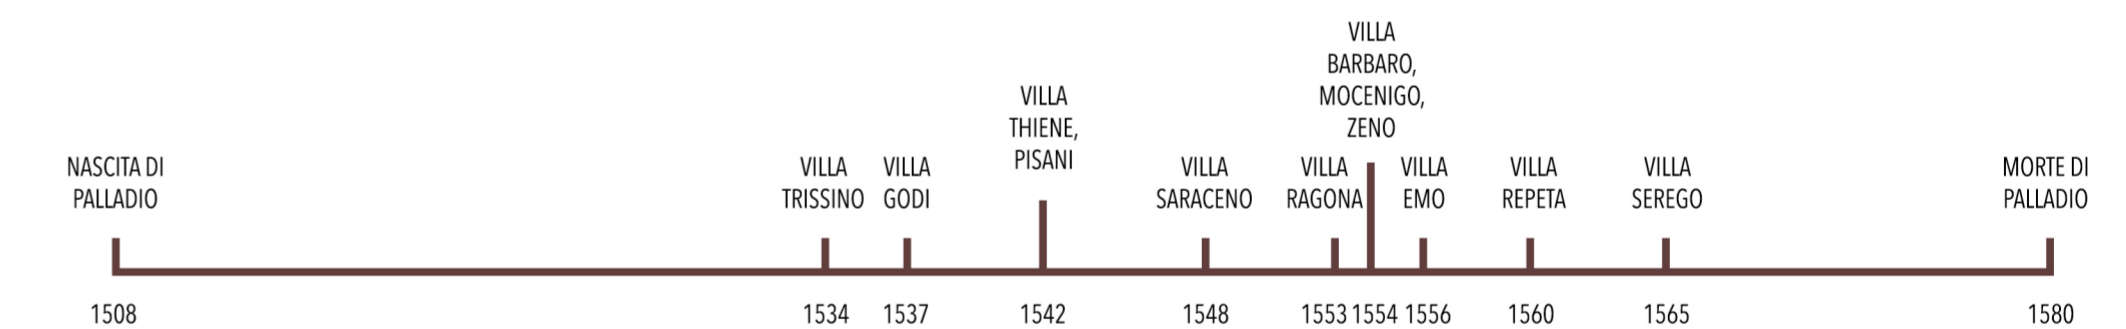 NASCITA DI
PALLADIO
VILLA
TRISSINO
VILLA
GODI
VILLA
THIENE,
PISANI
VILLA
SARACENO
VILLA
RAGONA
VILLA
BARBARO,
MOCENIGO,
ZENO
VILLA
EMO
VILLA
REPETA
VILLA
SEREGO
MORTE DI
PALLADIO
1508 1534 1537 1542 1548 1553 1554 1556 1560 1565 1580